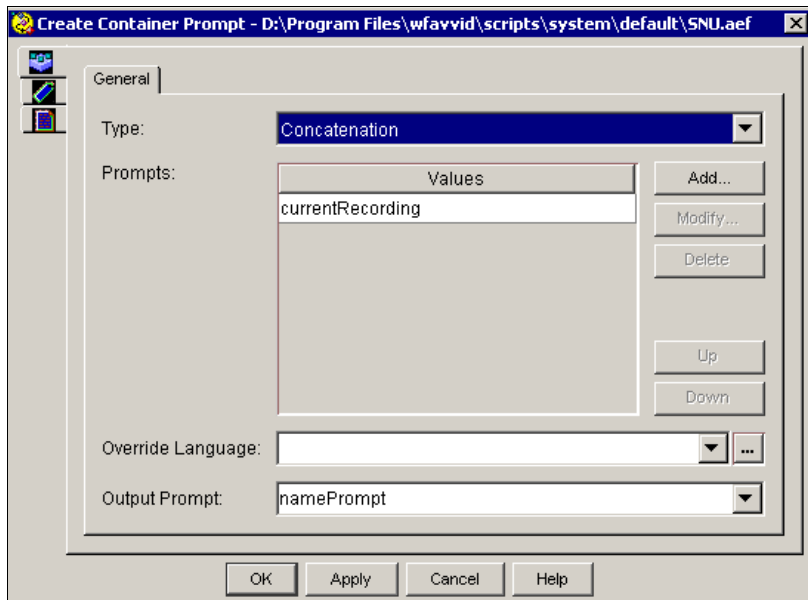 Create Container Prompt - D:\Program Files\wfavvid\scripts\system\default\SNU.aef
General
Type: Concatenation
Prompts: Values Add...
currentRecording
Modify...
Delete
Up
Down
Override Language: ...
Output Prompt: namePrompt
OK Apply Cancel Help